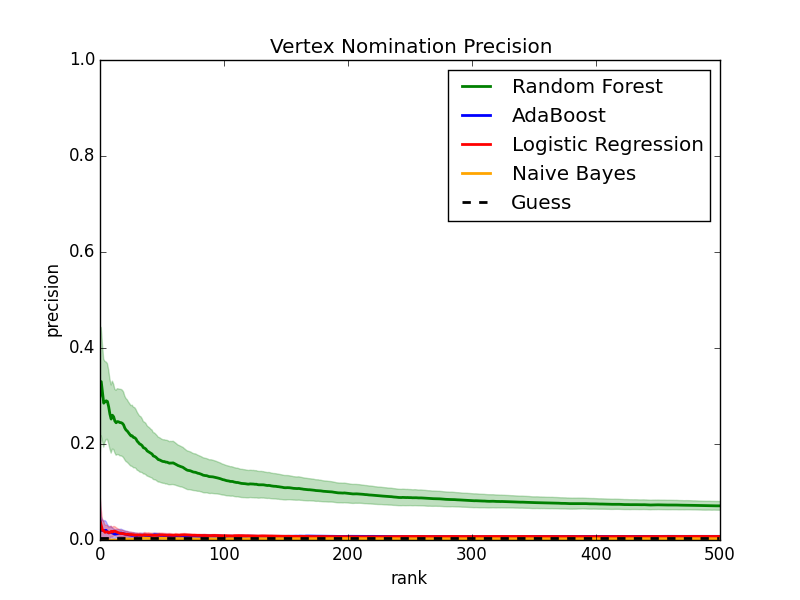 Vertex Nomination Precision
1.0
0.8
0.6
0.4
0.2
0.0
precision
Random Forest
AdaBoost
Logistic Regression
Naive Bayes
Guess
0
100
200
300
400
500
rank